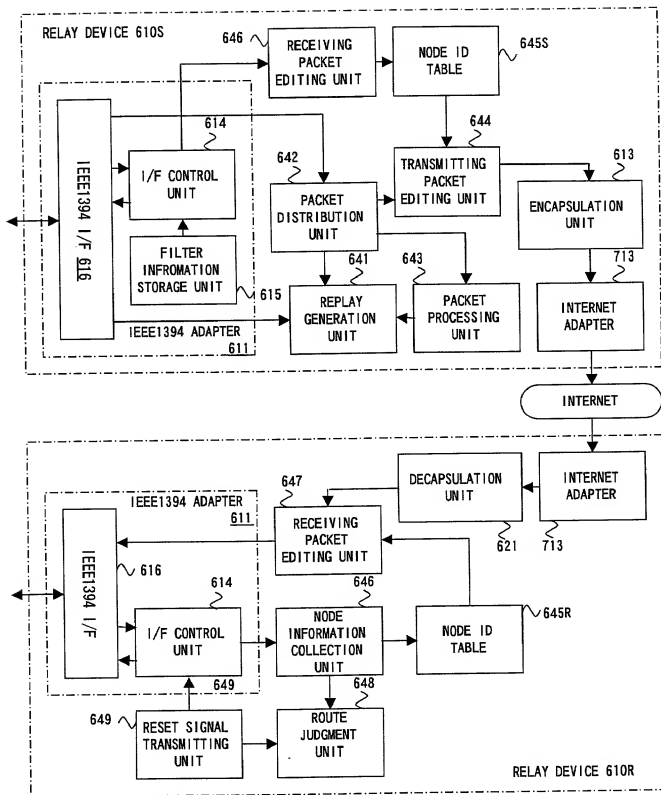 RELAY DEVICE 610S
646
RECEIVING
PACKET
EDITING UNIT
NODE ID
TABLE
645S
IEEE1394 I/F 616
614
I/F CONTROL
UNIT
FILTER
INFROMATION
STORAGE UNIT
615
IEEE1394 ADAPTER
611
642
PACKET
DISTRIBUTION
UNIT
644
TRANSMITTING
PACKET
EDITING UNIT
613
ENCAPSULATION
UNIT
641
REPLAY
GENERATION
UNIT
643
PACKET
PROCESSING
UNIT
713
INTERNET
ADAPTER
INTERNET
INTERNET
ADAPTER
713
DECAPSULATION
UNIT
621
647
RECEIVING
PACKET
EDITING UNIT
IEEE1394 ADAPTER
611
IEEE1394 I/F
616
614
I/F CONTROL
UNIT
646
NODE
INFORMATION
COLLECTION
UNIT
NODE ID
TABLE
645R
649
649
RESET SIGNAL
TRANSMITTING
UNIT
648
ROUTE
JUDGMENT
UNIT
RELAY DEVICE 610R